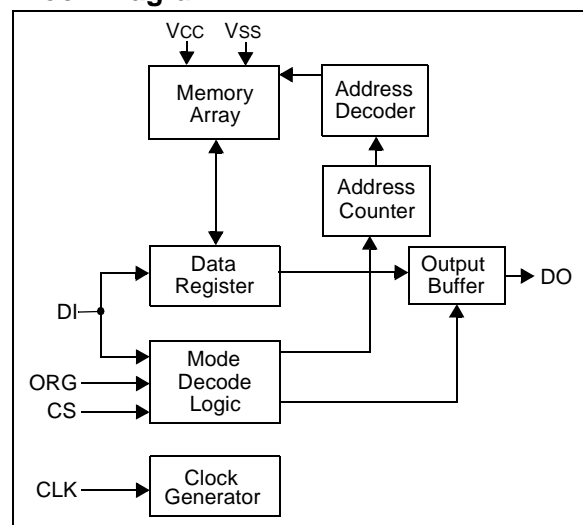 VCC VSS
Memory
Array
Address
Decoder
Address
Counter
Data
Register
Output
Buffer
DO
DI
Mode
Decode
Logic
ORG
CS
CLK
Clock
Generator